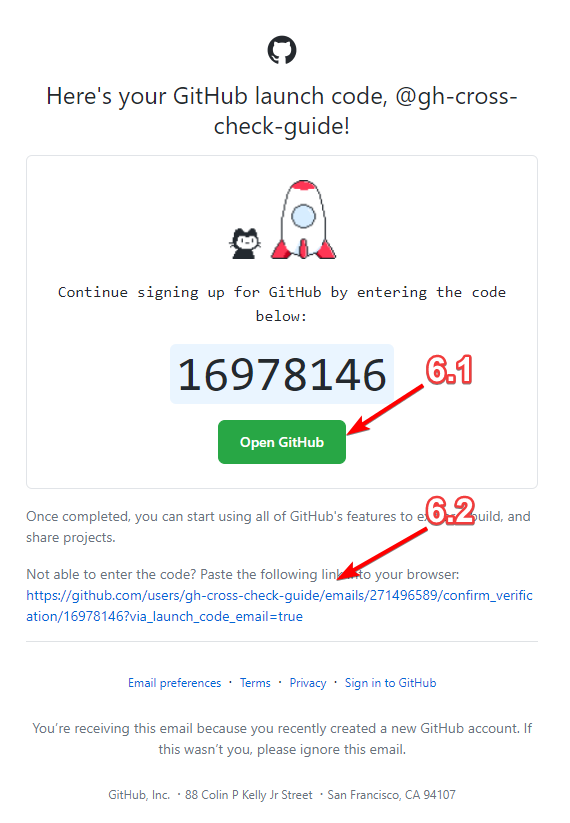 Here's your GitHub launch code, @gh-cross-
check-guide!
Continue signing up for GitHub by entering the code
below:
16978146
6.1
Open GitHub
6.2
Once completed, you can start using all of GitHub's features to build, and
share projects.
Not able to enter the code? Paste the following link into your browser:
https://github.com/users/gh-cross-check-guide/emails/271496589/confirm_verific
ation/16978146?via_launch_code_email=true
Email preferences · Terms · Privacy · Sign in to GitHub
You’re receiving this email because you recently created a new GitHub account. If
this wasn’t you, please ignore this email.
GitHub, Inc. ・88 Colin P Kelly Jr Street ・San Francisco, CA 94107